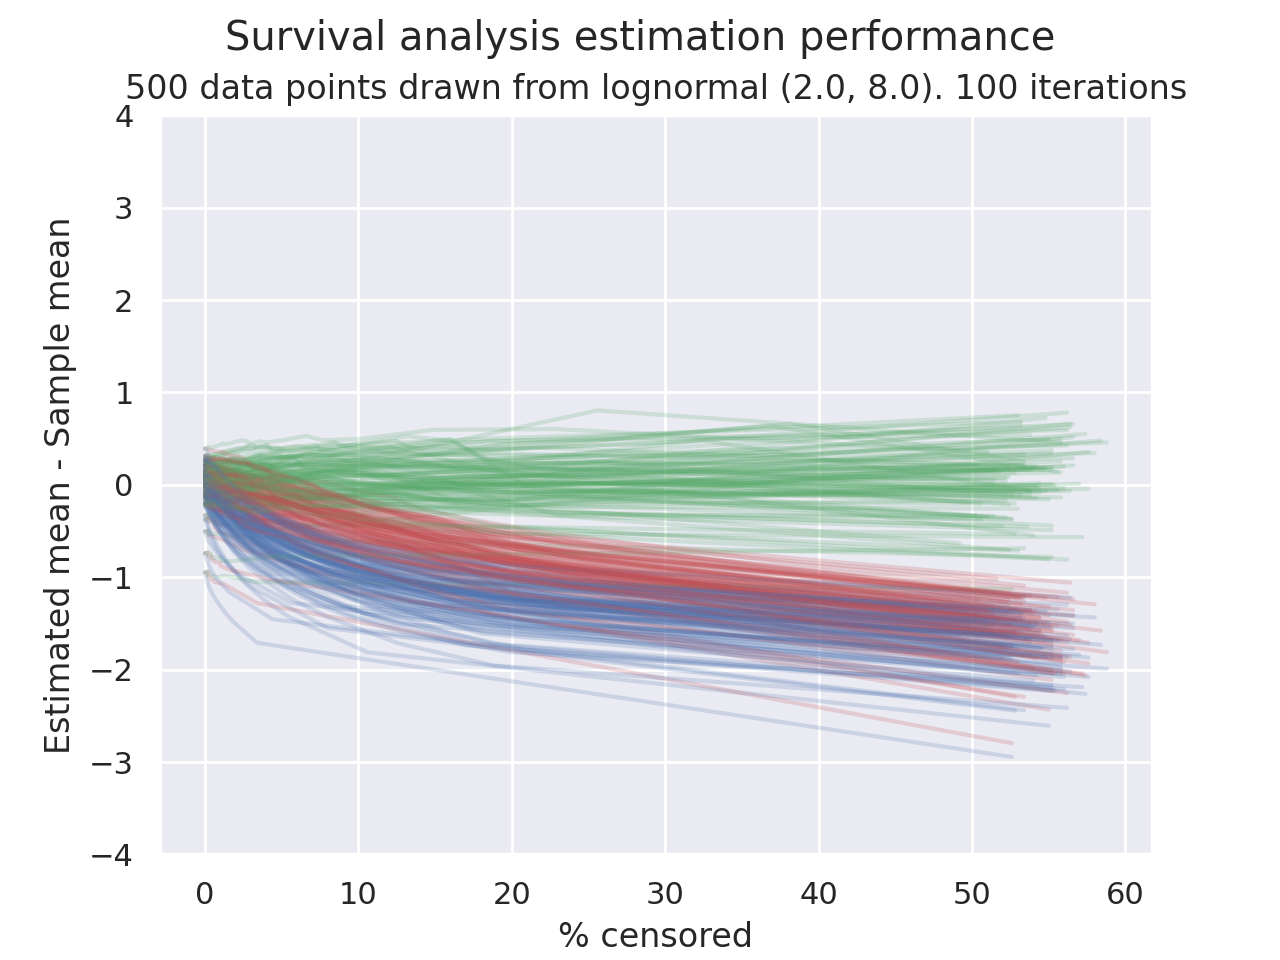 Survival analysis estimation performance
500 data points drawn from lognormal (2.0, 8.0). 100 iterations
4
3
2
1
0
−1
−2
−3
−4
Estimated mean - Sample mean
0 10 20 30 40 50 60
% censored